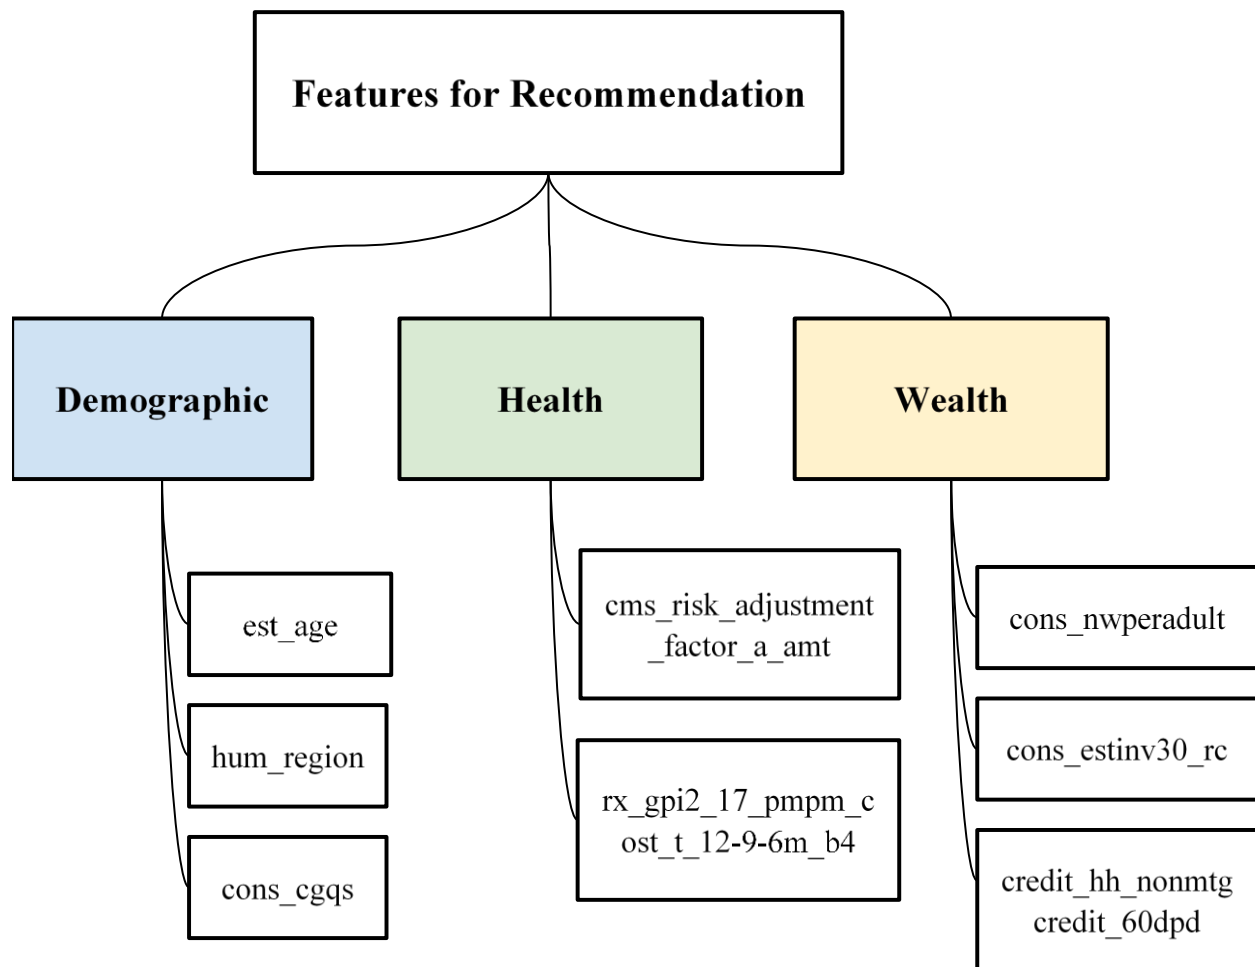 Features for Recommendation
Demographic
Health
Wealth
est_age
hum_region
cons_cgqs
cms_risk_adjustment
_factor_a_amt
rx_gpi2_17_pmpm_c
ost_t_12-9-6m_b4
cons_nwperadult
cons_estinv30_rc
credit_hh_nonmtg
credit_60dpd